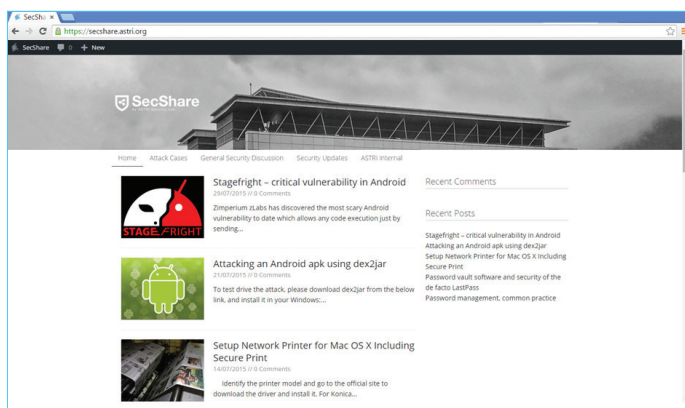 SecSha
https://secshare.astri.org
SecShare 0 New
SecShare
Home Attack Cases General Security Discussion Security Updates ASTRI Internal
STAGEFRIGHT
Stagefright – critical vulnerability in Android
29/07/2015 // 0 Comments
Zimperium zLabs has discovered the most scary Android
vulnerability to date which allows any code execution just by
sending...
Attacking an Android apk using dex2jar
21/07/2015 // 0 Comments
To test drive the attack, please download dex2jar from the below
link, and install it in your Windows:...
Setup Network Printer for Mac OS X Including
Secure Print
14/07/2015 // 0 Comments
Identify the printer model and go to the official site to
download the driver and install it. For Konica...
Recent Comments
Recent Posts
Stagefright – critical vulnerability in Android
Attacking an Android apk using dex2jar
Setup Network Printer for Mac OS X Including
Secure Print
Password vault software and security of the
de facto LastPass
Password management, common practice